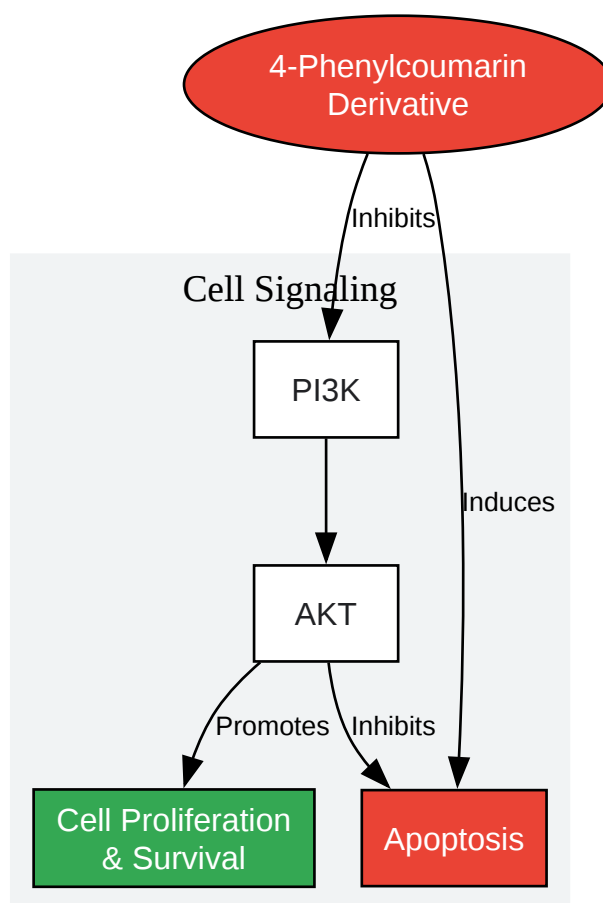 4-Phenylcoumarin
Derivative
Inhibits
Cell Signaling
PI3K
Induces
AKT
Promotes
Inhibits
Cell Proliferation
& Survival
Apoptosis